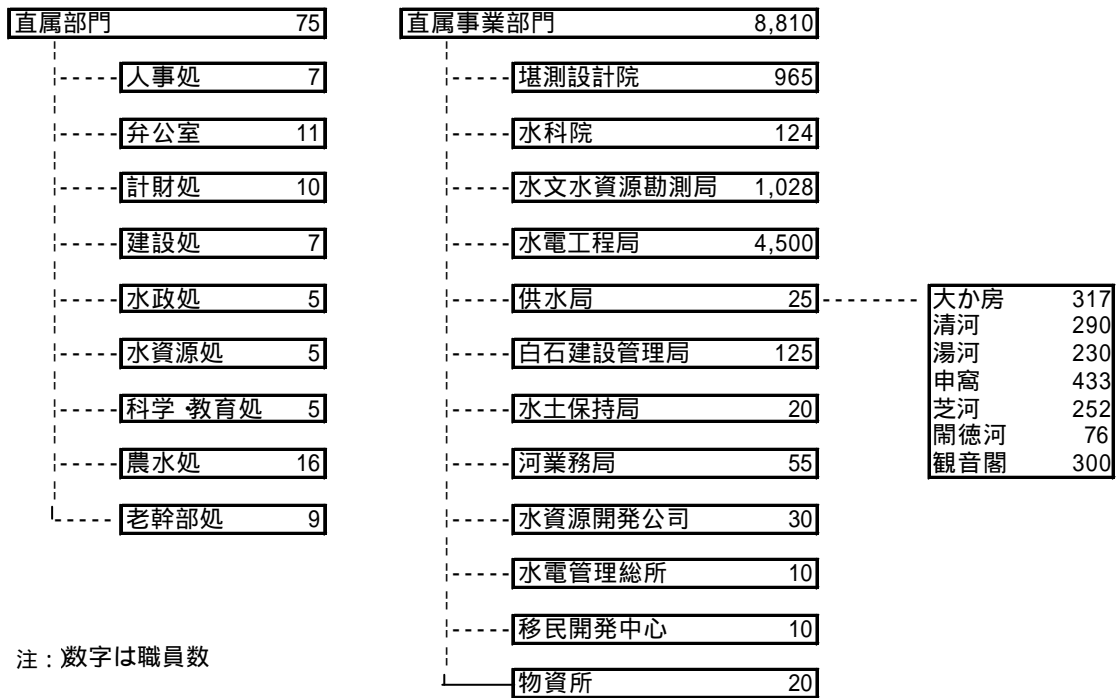 直属部門 75
人事処 7
弁公室 11
計財処 10
建設処 7
水政処 5
水資源処 5
科学・教育処 5
農水処 16
老幹部処 9
直属事業部門 8,810
堪測設計院 965
水科院 124
水文水資源勘測局 1,028
水電工程局 4,500
供水局 25
白石建設管理局 125
水土保持局 20
河業務局 55
水資源開発公司 30
水電管理総所 10
移民開発中心 10
物資所 20
大か房 317
清河 290
湯河 230
申窩 433
芝河 252
閙徳河 76
観音閣 300
注:)数字は職員数